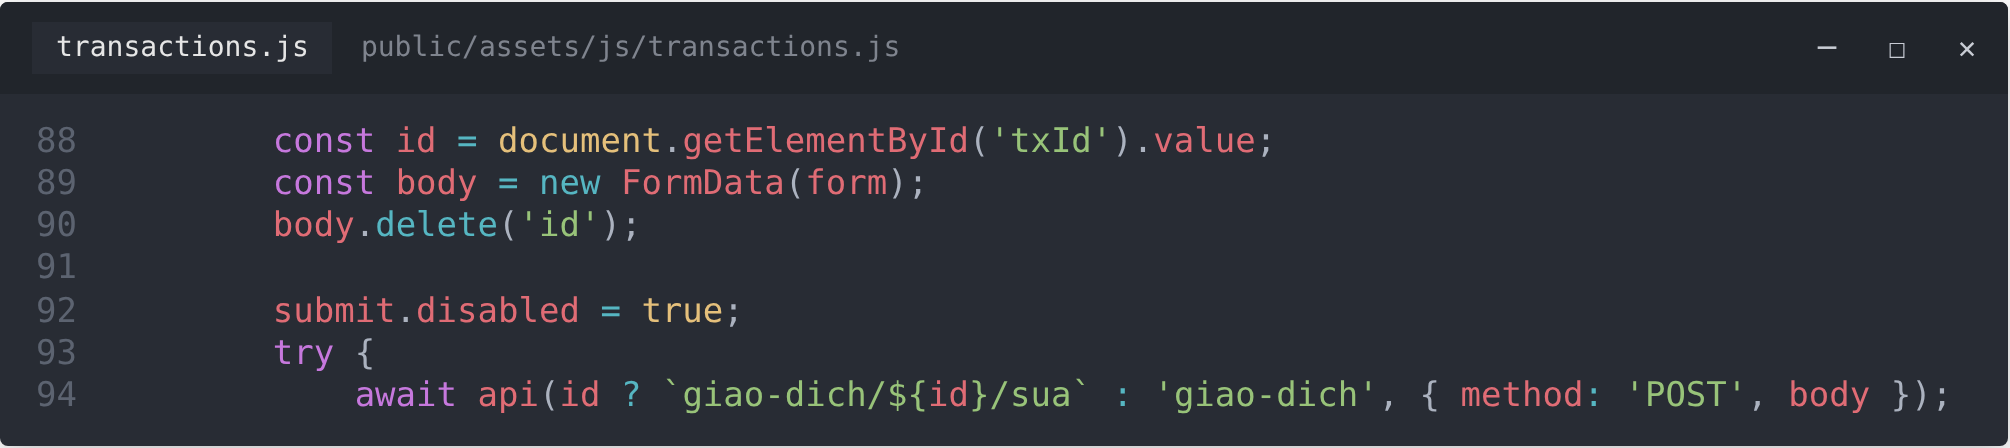 transactions.js public/assets/js/transactions.js
88 const id = document.getElementById('txId').value;
89 const body = new FormData(form);
90 body.delete('id');
91
92 submit.disabled = true;
93 try {
94 await api(id ? `giao-dich/${id}/sua` : 'giao-dich', { method: 'POST', body });